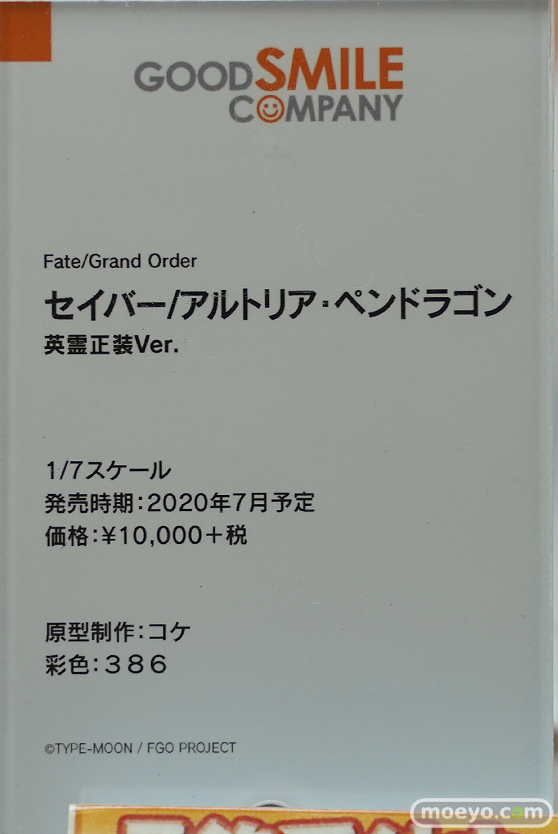 GOOD SMILE
COMPANY
Fate/Grand Order
セイバー/アルトリア・ペンドラゴン
英霊正装Ver.
1/7スケール
発売時期:2020年7月予定
価格:¥10,000+税
原型制作:コケ
彩色:386
©TYPE-MOON / FGO PROJECT
moeyo.com